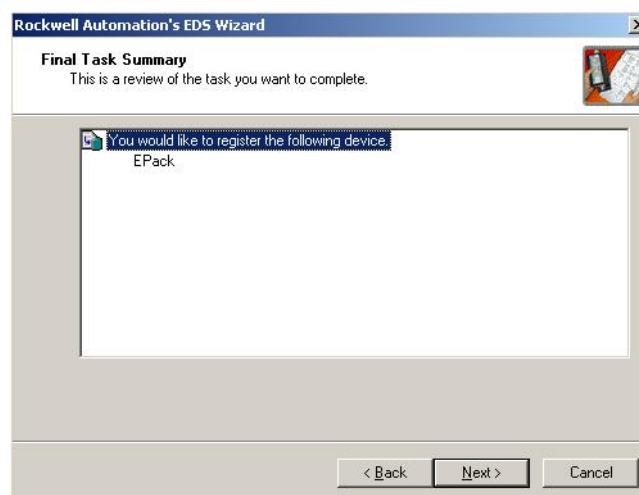 Rockwell Automation's EDS Wizard
Final Task Summary
This is a review of the task you want to complete.
You would like to register the following device.
EPack
< Back
Next >
Cancel